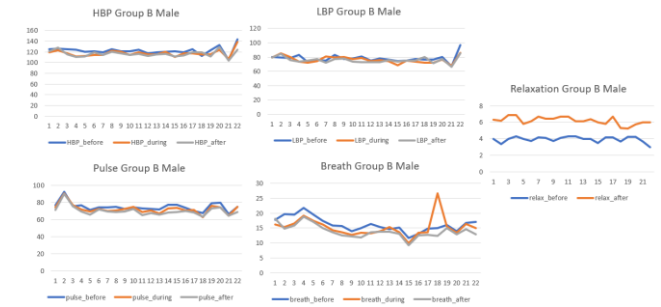 HBP Group B Male
160
140
120
100
80
60
40
20
0
1 2 3 4 5 6 7 8 9 10 11 12 13 14 15 16 17 18 19 20 21 22
HBP_before HBP_during HBP_after
LBP Group B Male
120
100
80
60
40
20
0
1 2 3 4 5 6 7 8 9 10 11 12 13 14 15 16 17 18 19 20 21 22
LBP_before LBP_during LBP_after
Relaxation Group B Male
8
6
4
2
0
1 3 5 7 9 11 13 15 17 19 21
relax_before relax_after
Pulse Group B Male
100
80
60
40
20
0
1 2 3 4 5 6 7 8 9 10 11 12 13 14 15 16 17 18 19 20 21 22
pulse_before pulse_during pulse_after
Breath Group B Male
30
25
20
15
10
5
0
1 2 3 4 5 6 7 8 9 10 11 12 13 14 15 16 17 18 19 20 21 22
breath_before breath_during breath_after